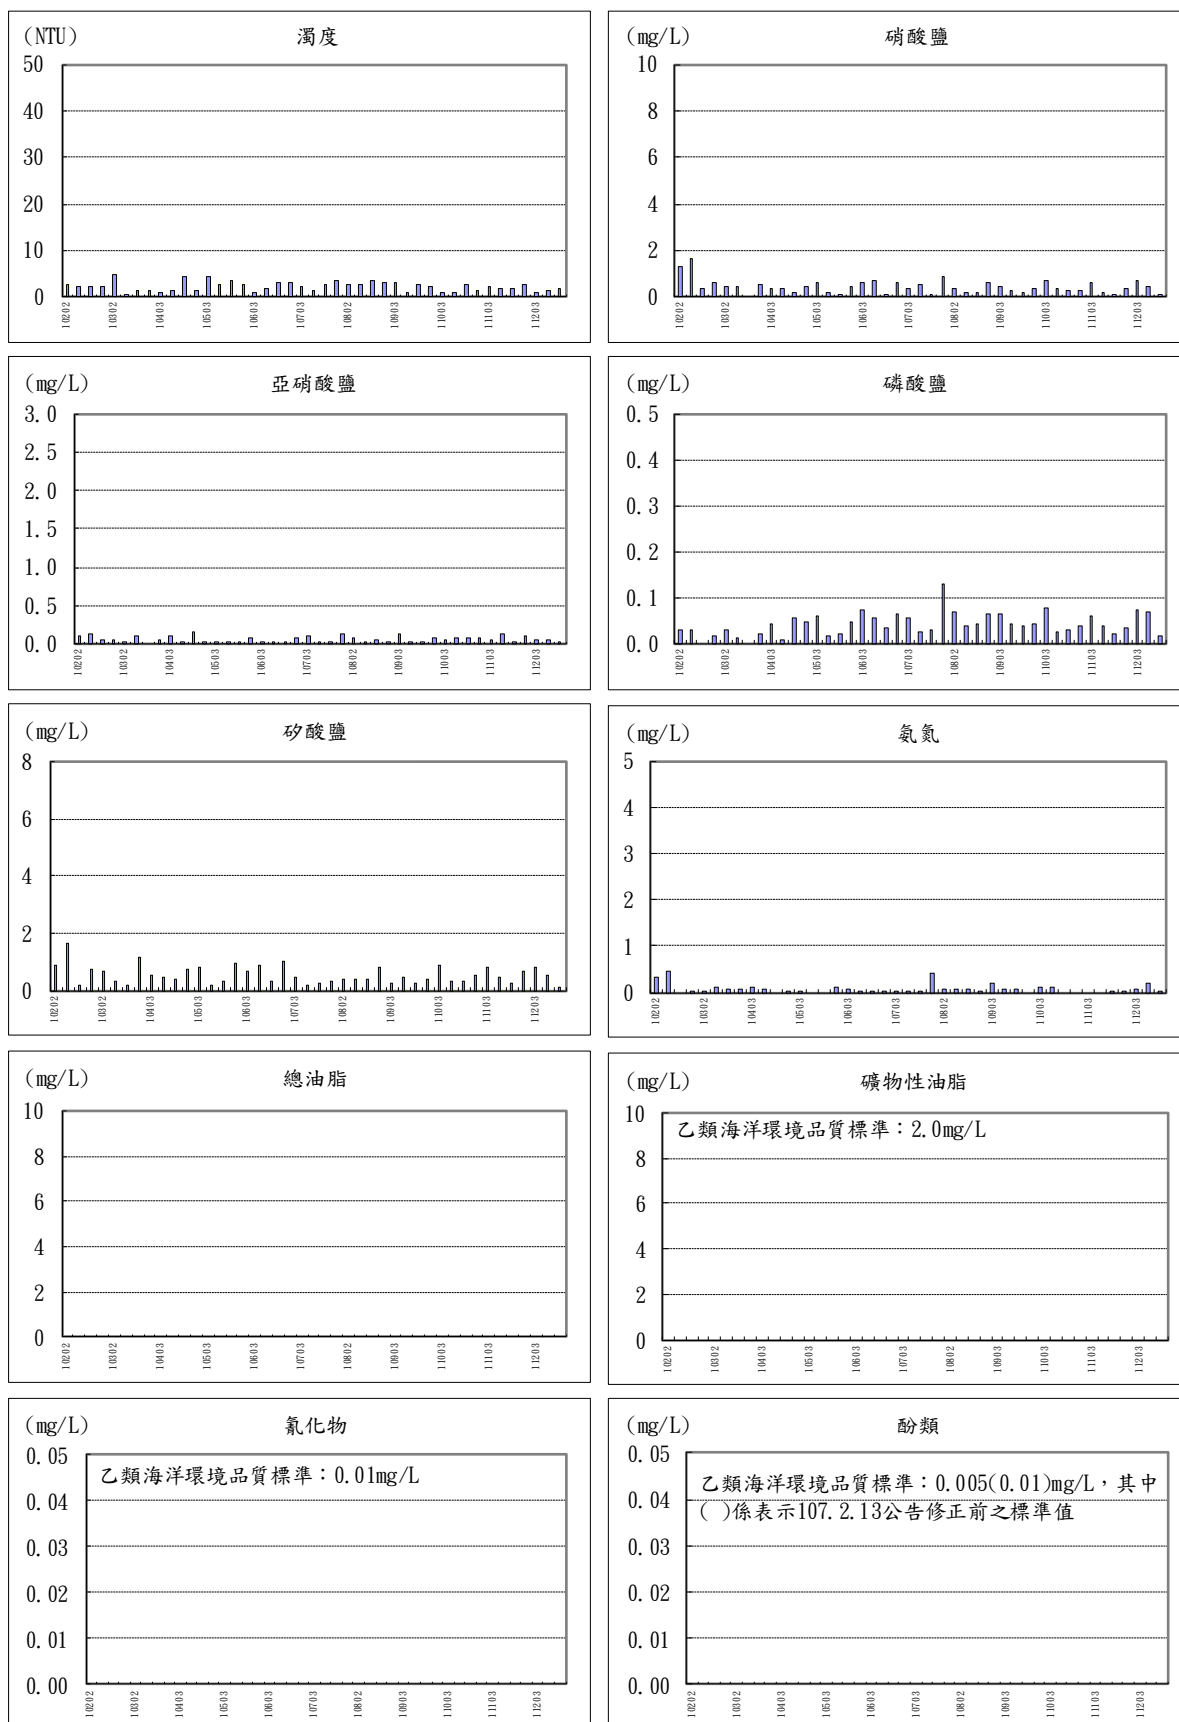 (NTU) 濁度
50
40
30
20
10
0
10202 10302 10403 10503 10603 10703 10802 10903 11003 11103 11203
(mg/L) 硝酸鹽
10
8
6
4
2
0
10202 10302 10403 10503 10603 10703 10802 10903 11003 11103 11203
(mg/L) 亞硝酸鹽
3.0
2.5
2.0
1.5
1.0
0.5
0.0
10202 10302 10403 10503 10603 10703 10802 10903 11003 11103 11203
(mg/L) 磷酸鹽
0.5
0.4
0.3
0.2
0.1
0.0
10202 10302 10403 10503 10603 10703 10802 10903 11003 11103 11203
(mg/L) 矽酸鹽
8
6
4
2
0
10202 10302 10403 10503 10603 10703 10802 10903 11003 11103 11203
(mg/L) 氨氮
5
4
3
2
1
0
10202 10302 10403 10503 10603 10703 10802 10903 11003 11103 11203
(mg/L) 總油脂
10
8
6
4
2
0
10202 10302 10403 10503 10603 10703 10802 10903 11003 11103 11203
(mg/L) 礦物性油脂
10
乙類海洋環境品質標準：2.0mg/L
8
6
4
2
0
10202 10302 10403 10503 10603 10703 10802 10903 11003 11103 11203
(mg/L) 氰化物
0.05
乙類海洋環境品質標準：0.01mg/L
0.04
0.03
0.02
0.01
0.00
10202 10302 10403 10503 10603 10703 10802 10903 11003 11103 11203
(mg/L) 酚類
0.05
乙類海洋環境品質標準：0.005(0.01)mg/L，其中
( )係表示107.2.13公告修正前之標準值
0.04
0.03
0.02
0.01
0.00
10202 10302 10403 10503 10603 10703 10802 10903 11003 11103 11203